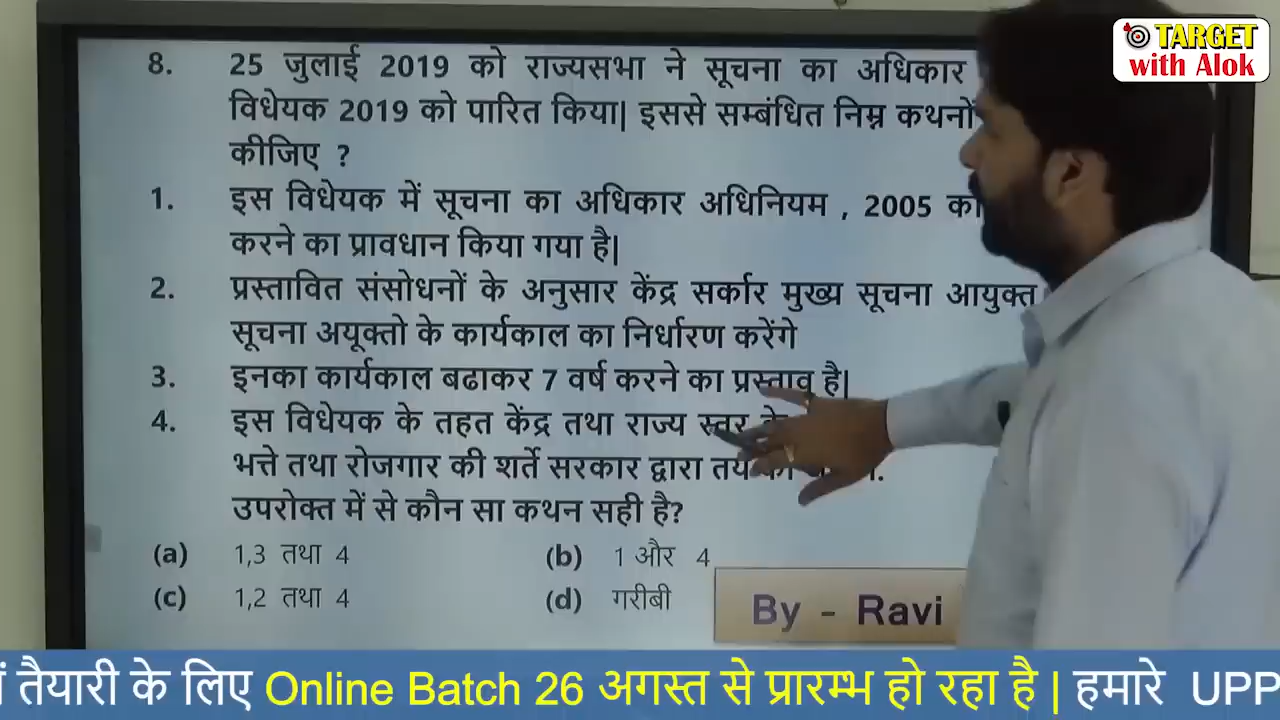 TARGET
with Alok
8. 25 जुलाई 2019 को राज्यसभा ने सूचना का अधिकार
विधेयक 2019 को पारित किया| इससे सम्बंधित निम्न कथनों
कीजिए ?
1. इस विधेयक में सूचना का अधिकार अधिनियम , 2005 को
करने का प्रावधान किया गया है|
2. प्रस्तावित संसोधनों के अनुसार केंद्र सर्कार मुख्य सूचना आयुक्त
सूचना अयूक्तो के कार्यकाल का निर्धारण करेंगे
3. इनका कार्यकाल बढाकर 7 वर्ष करने का प्रस्ताव है|
4. इस विधेयक के तहत केंद्र तथा राज्य स्तर के
भत्ते तथा रोजगार की शर्ते सरकार द्वारा तय
उपरोक्त में से कौन सा कथन सही है?
(a) 1,3 तथा 4 (b) 1 और 4
(c) 1,2 तथा 4 (d) गरीबी
By - Ravi
तैयारी के लिए Online Batch 26 अगस्त से प्रारम्भ हो रहा है | हमारे UPP